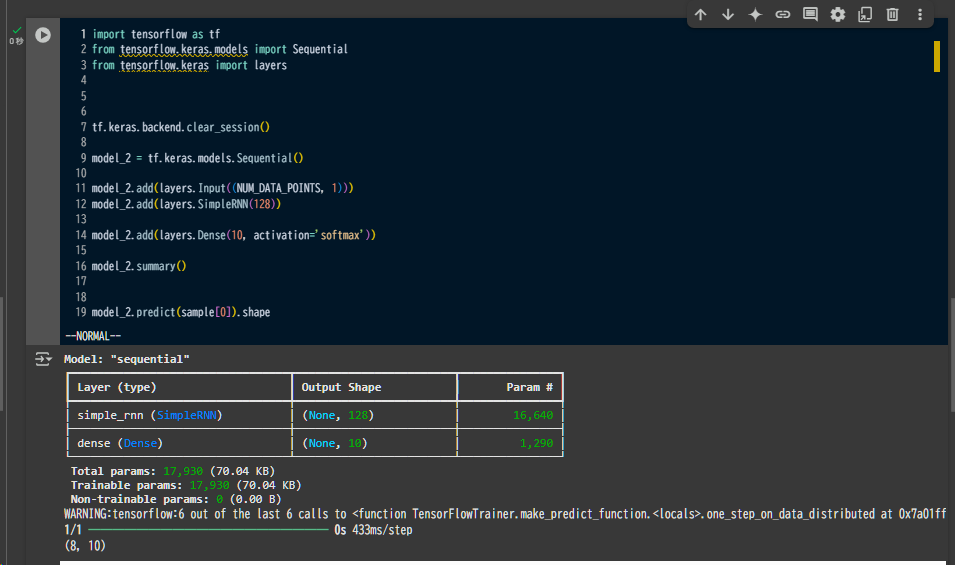 0秒
1 import tensorflow as tf
2 from tensorflow.keras.models import Sequential
3 from tensorflow.keras import layers
4
5
6
7 tf.keras.backend.clear_session()
8
9 model_2 = tf.keras.models.Sequential()
10
11 model_2.add(layers.Input((NUM_DATA_POINTS, 1)))
12 model_2.add(layers.SimpleRNN(128))
13
14 model_2.add(layers.Dense(10, activation='softmax'))
15
16 model_2.summary()
17
18
19 model_2.predict(sample[0]).shape
--NORMAL--
Model: "sequential"
Layer (type) Output Shape Param #
simple_rnn (SimpleRNN) (None, 128) 16,640
dense (Dense) (None, 10) 1,290
Total params: 17,930 (70.04 KB)
Trainable params: 17,930 (70.04 KB)
Non-trainable params: 0 (0.00 B)
WARNING:tensorflow:6 out of the last 6 calls to <function TensorFlowTrainer.make_predict_function.<locals>.one_step_on_data_distributed at 0x7a01ff
1/1 0s 433ms/step
(8, 10)